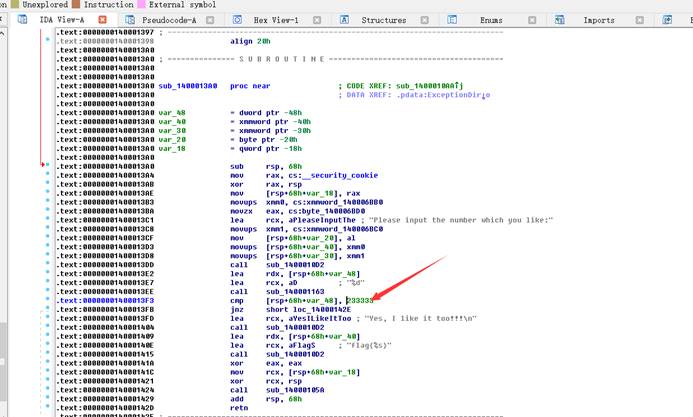 n Unexplored Instruction External symbol
IDA View-A Pseudocode-A Hex View-1 Structures Enums Imports
.text:0000000140001397 ; ---------------------------------------------------------------------------
.text:0000000140001398 align 20h
.text:00000001400013A0
.text:00000001400013A0 ; =============== S U B R O U T I N E =======================================
.text:00000001400013A0
.text:00000001400013A0
.text:00000001400013A0 sub_1400013A0 proc near ; CODE XREF: sub_1400010AA↑j
.text:00000001400013A0 ; DATA XREF: .pdata:ExceptionDir↓o
.text:00000001400013A0
.text:00000001400013A0 var_48 = dword ptr -48h
.text:00000001400013A0 var_40 = xmmword ptr -40h
.text:00000001400013A0 var_30 = xmmword ptr -30h
.text:00000001400013A0 var_20 = byte ptr -20h
.text:00000001400013A0 var_18 = qword ptr -18h
.text:00000001400013A0
.text:00000001400013A0 sub rsp, 68h
.text:00000001400013A4 mov rax, cs:__security_cookie
.text:00000001400013AB xor rax, rsp
.text:00000001400013AE mov [rsp+68h+var_18], rax
.text:00000001400013B3 movups xmm0, cs:xmmword_140006BB0
.text:00000001400013BA movzx eax, cs:byte_140006BD0
.text:00000001400013C1 lea rcx, aPleaseInputThe ; "Please input the number which you like:"
.text:00000001400013C8 movups xmm1, cs:xmmword_140006BC0
.text:00000001400013CF mov [rsp+68h+var_20], al
.text:00000001400013D3 movups [rsp+68h+var_40], xmm0
.text:00000001400013D8 movups [rsp+68h+var_30], xmm1
.text:00000001400013DD call sub_1400010D2
.text:00000001400013E2 lea rdx, [rsp+68h+var_48]
.text:00000001400013E7 lea rcx, aD ; "%d"
.text:00000001400013EE call sub_140001163
.text:00000001400013F3 cmp [rsp+68h+var_48], 233333
.text:00000001400013FB jnz short loc_14000142E
.text:00000001400013FD lea rcx, aYesILikeItToo ; "Yes, I like it too!!!\n"
.text:0000000140001404 call sub_1400010D2
.text:0000000140001409 lea rdx, [rsp+68h+var_40]
.text:000000014000140E lea rcx, aFlagS ; "flag{%s}"
.text:0000000140001415 call sub_1400010D2
.text:000000014000141A xor eax, eax
.text:000000014000141C mov rcx, [rsp+68h+var_18]
.text:0000000140001421 xor rcx, rsp
.text:0000000140001424 call sub_14000105A
.text:0000000140001429 add rsp, 68h
.text:000000014000142D retn